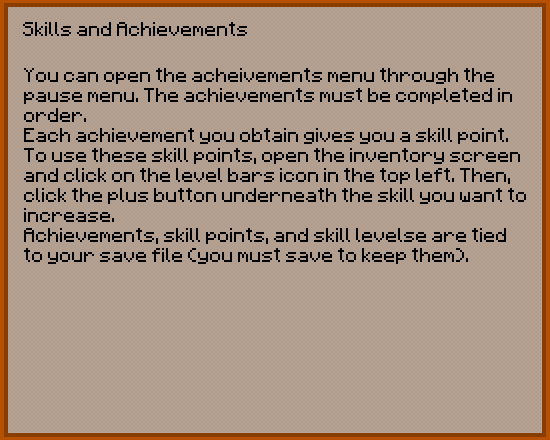 Skills and Achievements
You can open the acheivements menu through the
pause menu. The achievements must be completed in
order.
Each achievement you obtain gives you a skill point.
To use these skill points, open the inventory screen
and click on the level bars icon in the top left. Then,
click the plus button underneath the skill you want to
increase.
Achievements, skill points, and skill levelse are tied
to your save file (you must save to keep them).